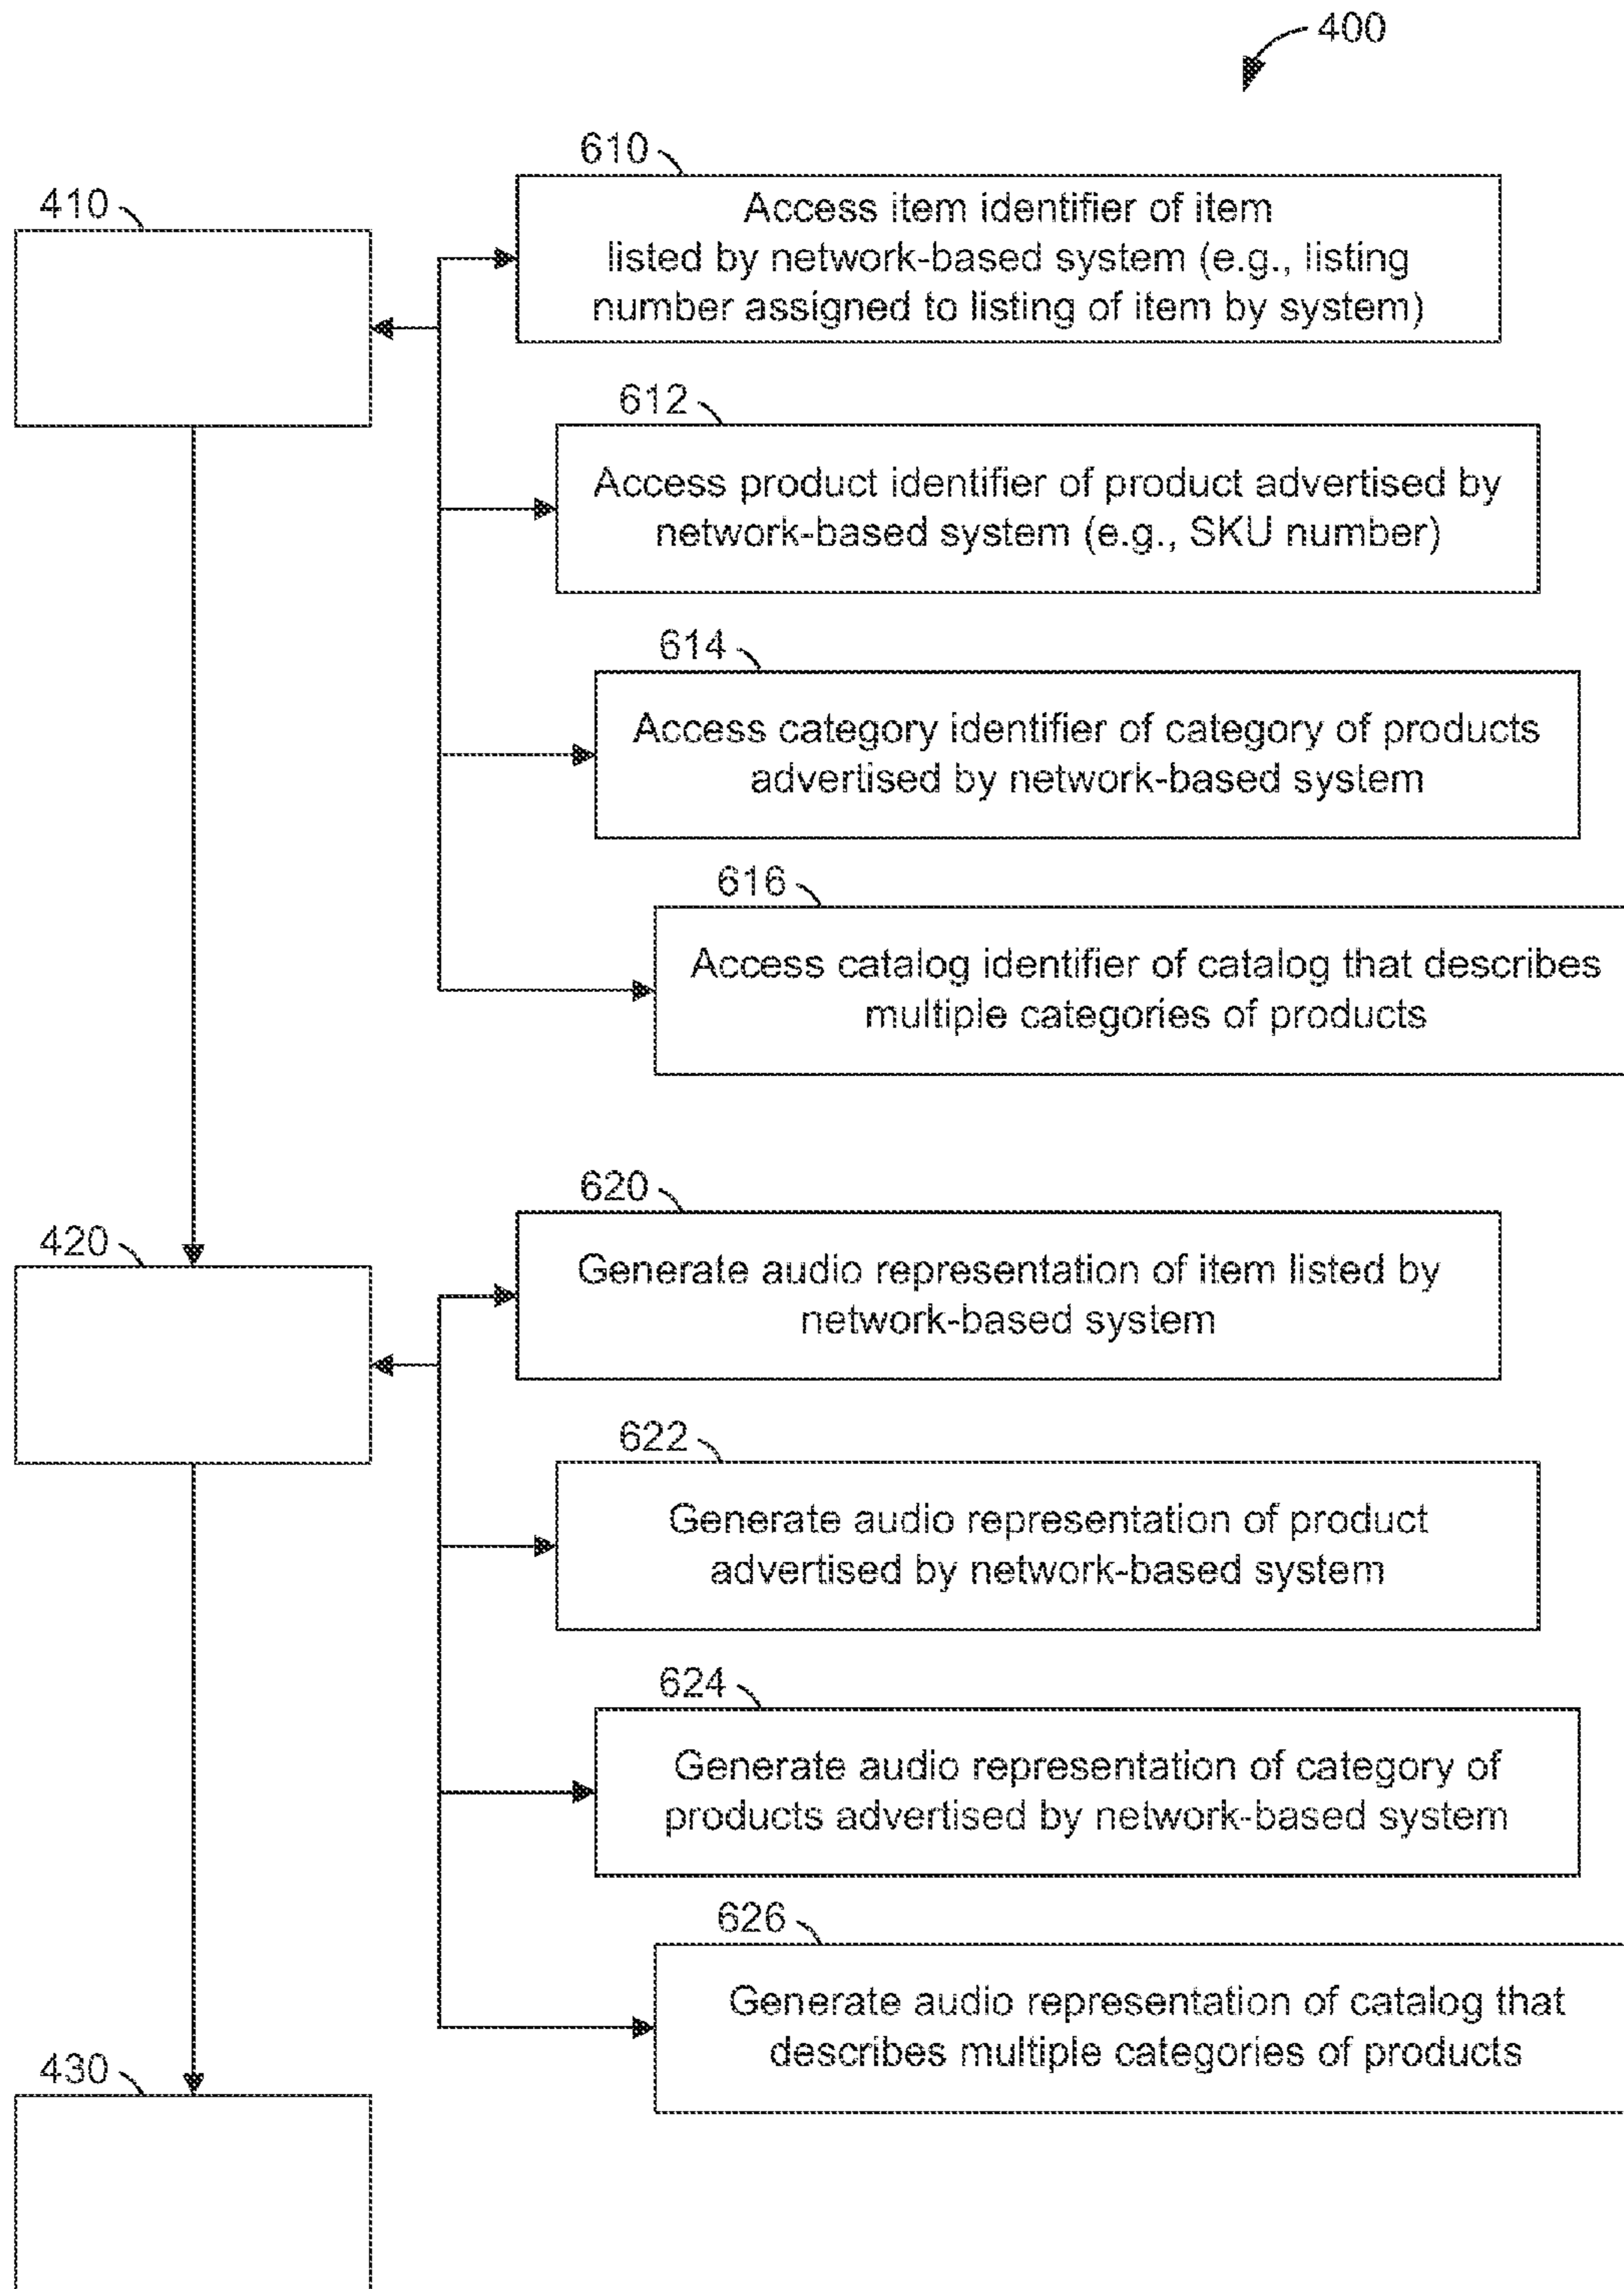 400
610
410
Access item identifier of item
listed by network-based system (e.g., listing
number assigned to listing of item by system)
612
Access product identifier of product advertised by
network-based system (e.g., SKU number)
614
Access category identifier of category of products
advertised by network-based system
616
Access catalog identifier of catalog that describes
multiple categories of products
620
420
Generate audio representation of item listed by
network-based system
622
Generate audio representation of product
advertised by network-based system
624
Generate audio representation of category of
products advertised by network-based system
626
Generate audio representation of catalog that
describes multiple categories of products
430